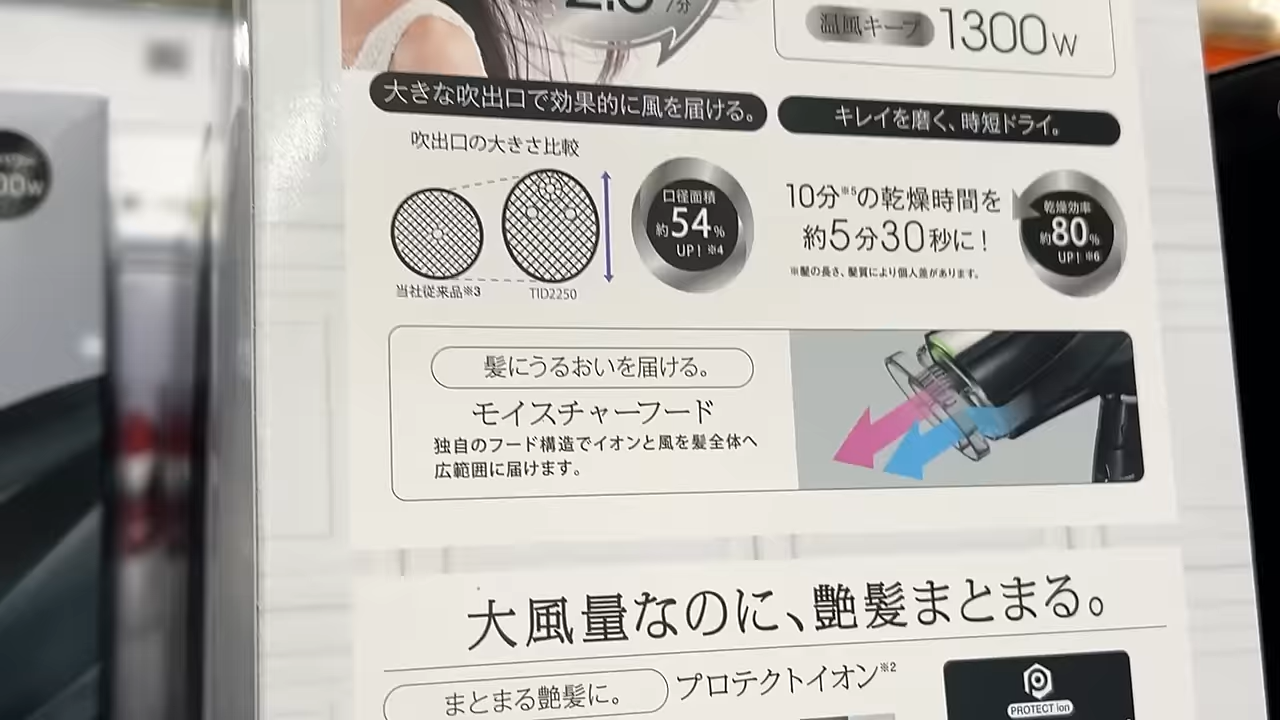 /分
温風キープ 1300W
大きな吹出口で効果的に風を届ける。
吹出口の大きさ比較
当社従来品※3
TID2250
口径面積
約54%
UP! ※4
キレイを磨く、時短ドライ。
10分※5の乾燥時間を
約5分30秒に!
※髪の長さ、髪質により個人差があります。
乾燥効率
約80%
UP! ※6
髪にうるおいを届ける。
モイスチャーフード
独自のフード構造でイオンと風を髪全体へ
広範囲に届けます。
大風量なのに、艶髪まとまる。
まとまる艶髪に。
プロテクトイオン※2
PROTECT ion